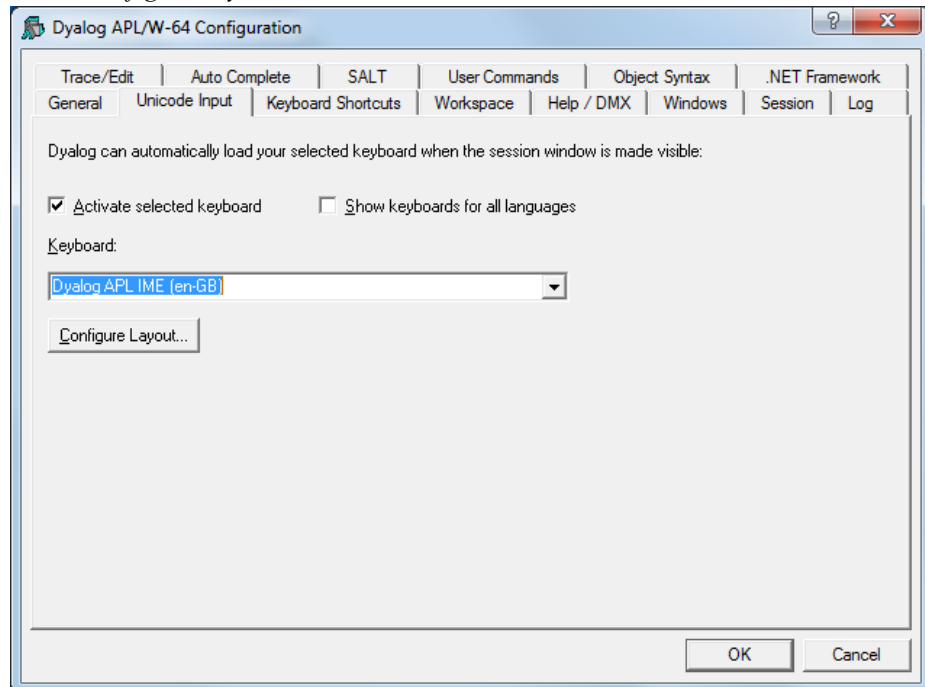 Dyalog APL/W-64 Configuration
Trace/Edit Auto Complete SALT User Commands Object Syntax .NET Framework
General Unicode Input Keyboard Shortcuts Workspace Help / DMX Windows Session Log
Dyalog can automatically load your selected keyboard when the session window is made visible:
Activate selected keyboard Show keyboards for all languages
Keyboard:
Dyalog APL IME (en-GB)
Configure Layout...
OK Cancel